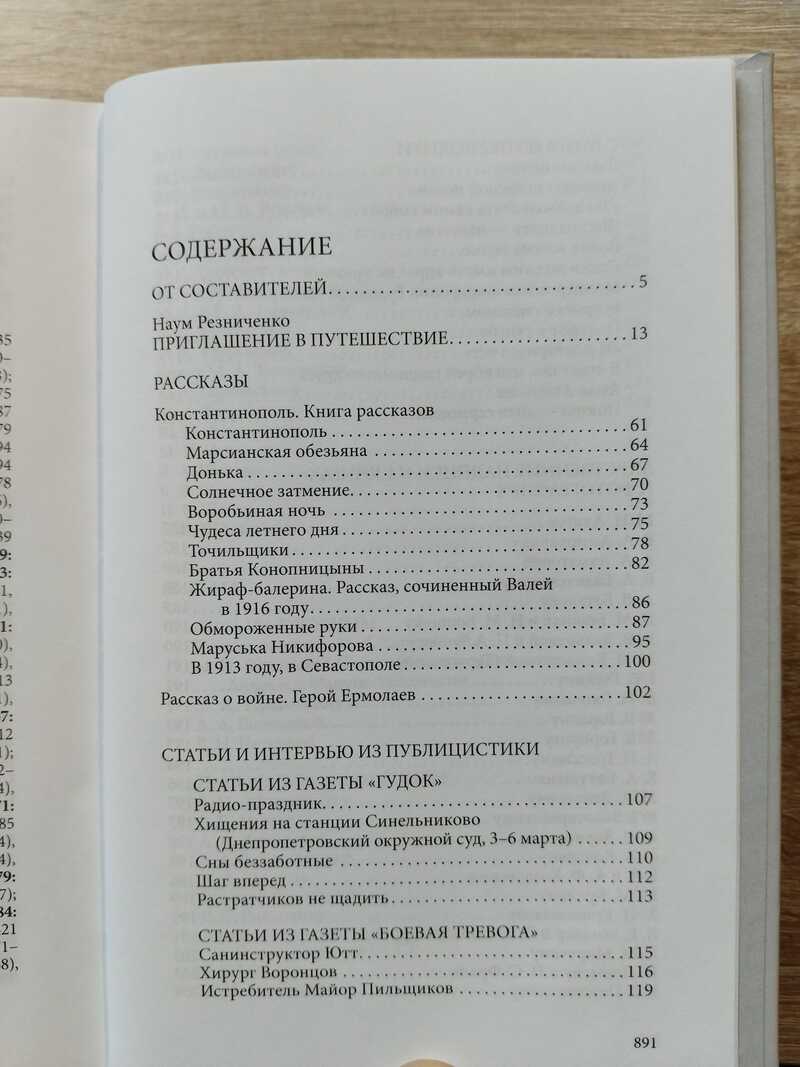 СОДЕРЖАНИЕ
ОТ СОСТАВИТЕЛЕЙ. . . . . . . . . . . . . . . . . . . . . . . . . 5
Наум Резниченко
ПРИГЛАШЕНИЕ В ПУТЕШЕСТВИЕ. . . . . . . . . . . . . . . . . 13
РАССКАЗЫ
Константинополь. Книга рассказов
Константинополь . . . . . . . . . . . . . . . . . . . . . . . . . 61
Марсианская обезьяна . . . . . . . . . . . . . . . . . . . . . . 64
Донька . . . . . . . . . . . . . . . . . . . . . . . . . . . . . . 67
Солнечное затмение. . . . . . . . . . . . . . . . . . . . . . . . 70
Воробьиная ночь . . . . . . . . . . . . . . . . . . . . . . . . . 73
Чудеса летнего дня . . . . . . . . . . . . . . . . . . . . . . . . 75
Точильщики . . . . . . . . . . . . . . . . . . . . . . . . . . . . 78
Братья Конопницыны . . . . . . . . . . . . . . . . . . . . . . 82
Жираф-балерина. Рассказ, сочиненный Валей
в 1916 году. . . . . . . . . . . . . . . . . . . . . . . . . . . . 86
Обмороженные руки . . . . . . . . . . . . . . . . . . . . . . . 87
Маруська Никифорова . . . . . . . . . . . . . . . . . . . . . . 95
В 1913 году, в Севастополе . . . . . . . . . . . . . . . . . . . 100
Рассказ о войне. Герой Ермолаев . . . . . . . . . . . . . . . . . 102
СТАТЬИ И ИНТЕРВЬЮ ИЗ ПУБЛИЦИСТИКИ
СТАТЬИ ИЗ ГАЗЕТЫ «ГУДОК»
Радио-праздник. . . . . . . . . . . . . . . . . . . . . . . . . . 107
Хищения на станции Синельниково
(Днепропетровский окружной суд, 3–6 марта) . . . . . . 109
Сны беззаботные . . . . . . . . . . . . . . . . . . . . . . . . . 110
Шаг вперед . . . . . . . . . . . . . . . . . . . . . . . . . . . . 112
Растратчиков не щадить. . . . . . . . . . . . . . . . . . . . . 113
СТАТЬИ ИЗ ГАЗЕТЫ «БОЕВАЯ ТРЕВОГА»
Санинструктор Ютт. . . . . . . . . . . . . . . . . . . . . . . . 115
Хирург Воронцов . . . . . . . . . . . . . . . . . . . . . . . . . 116
Истребитель Майор Пильщиков . . . . . . . . . . . . . . . 119
891